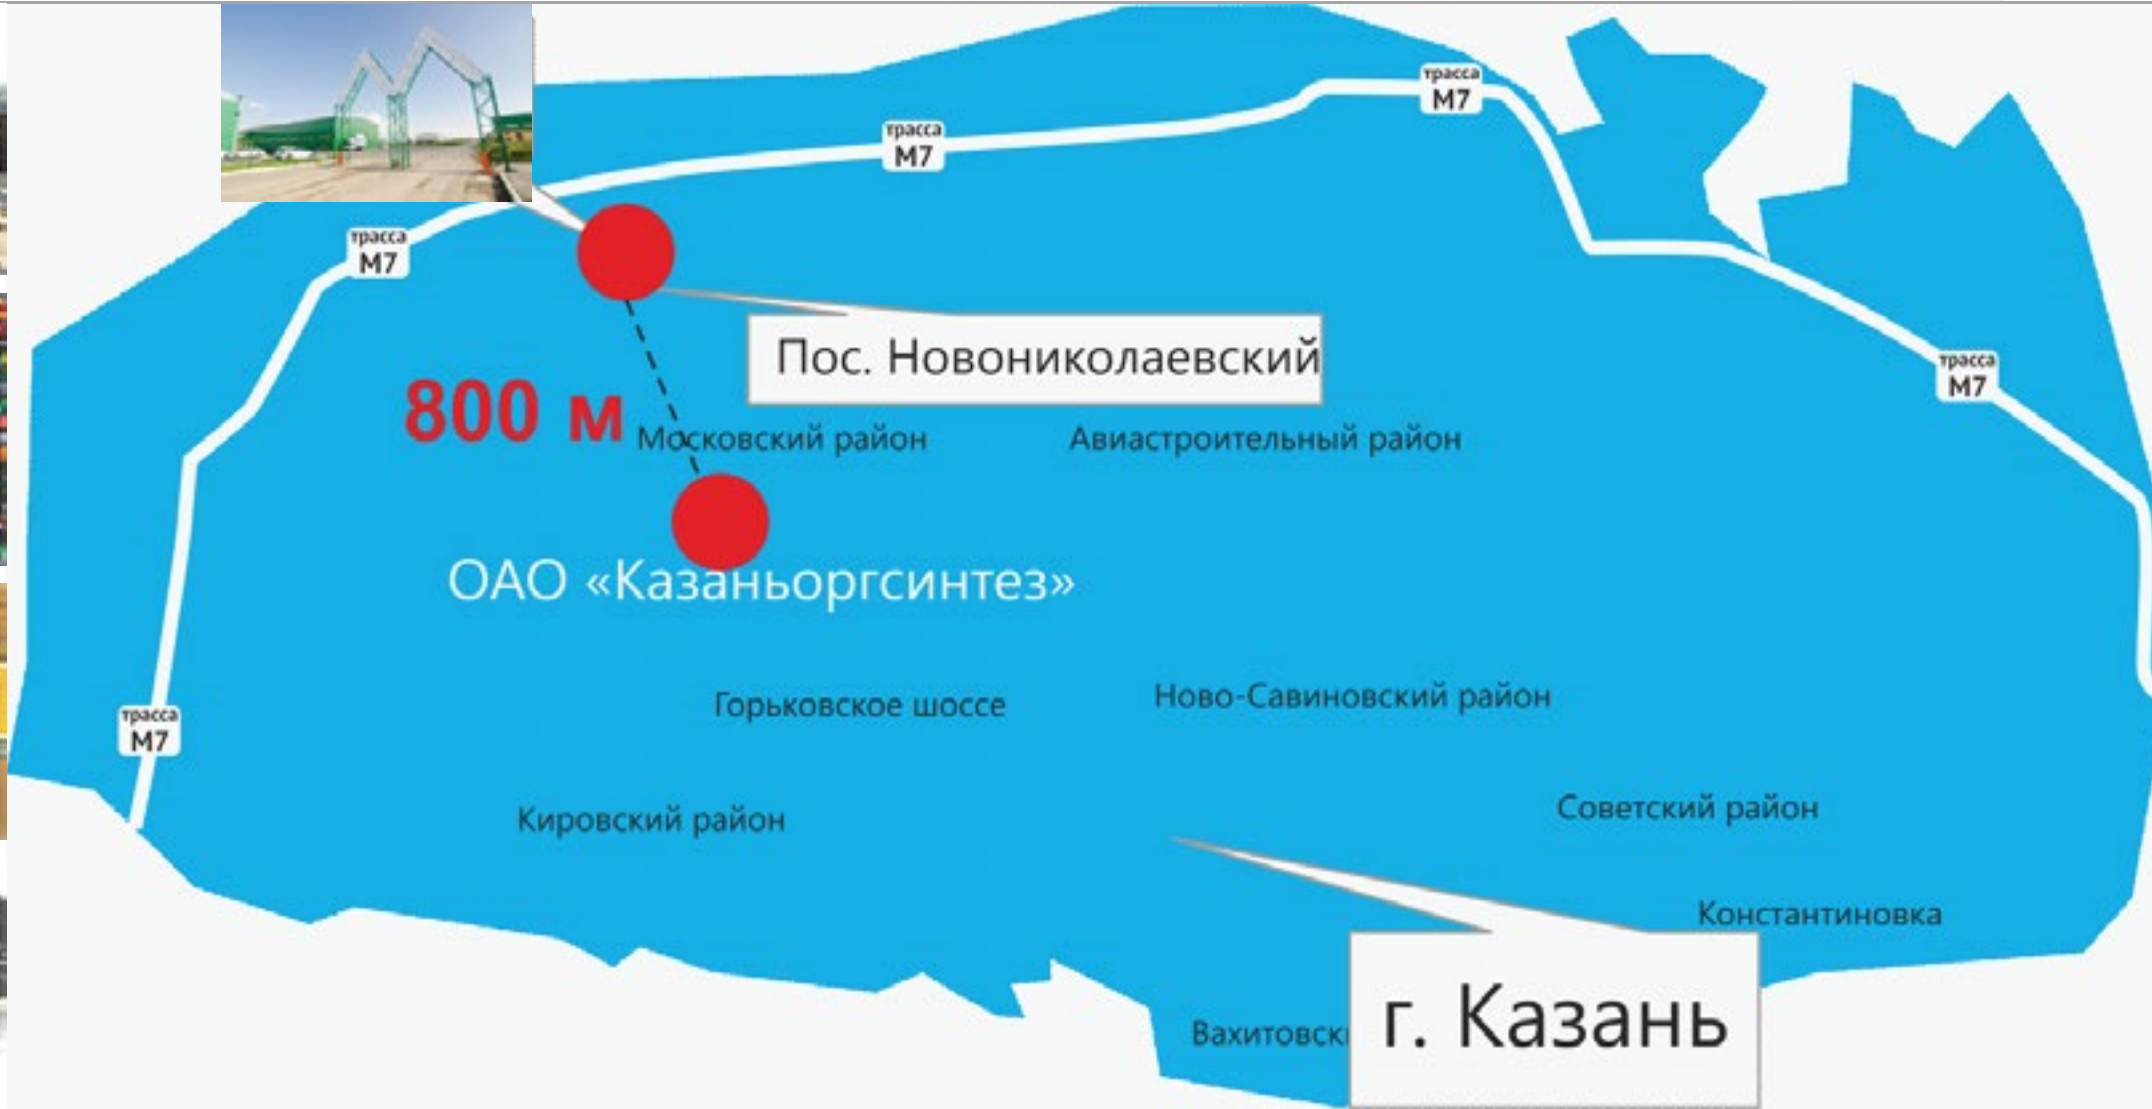 трасса
М7
трасса
М7
трасса
М7
Пос. Новониколаевский
трасса
М7
800 м
Московский район
Авиастроительный район
ОАО «Казаньоргсинтез»
Горьковское шоссе
Ново-Савиновский район
трасса
М7
Кировский район
Советский район
Константиновка
г. Казань
Вахитовск